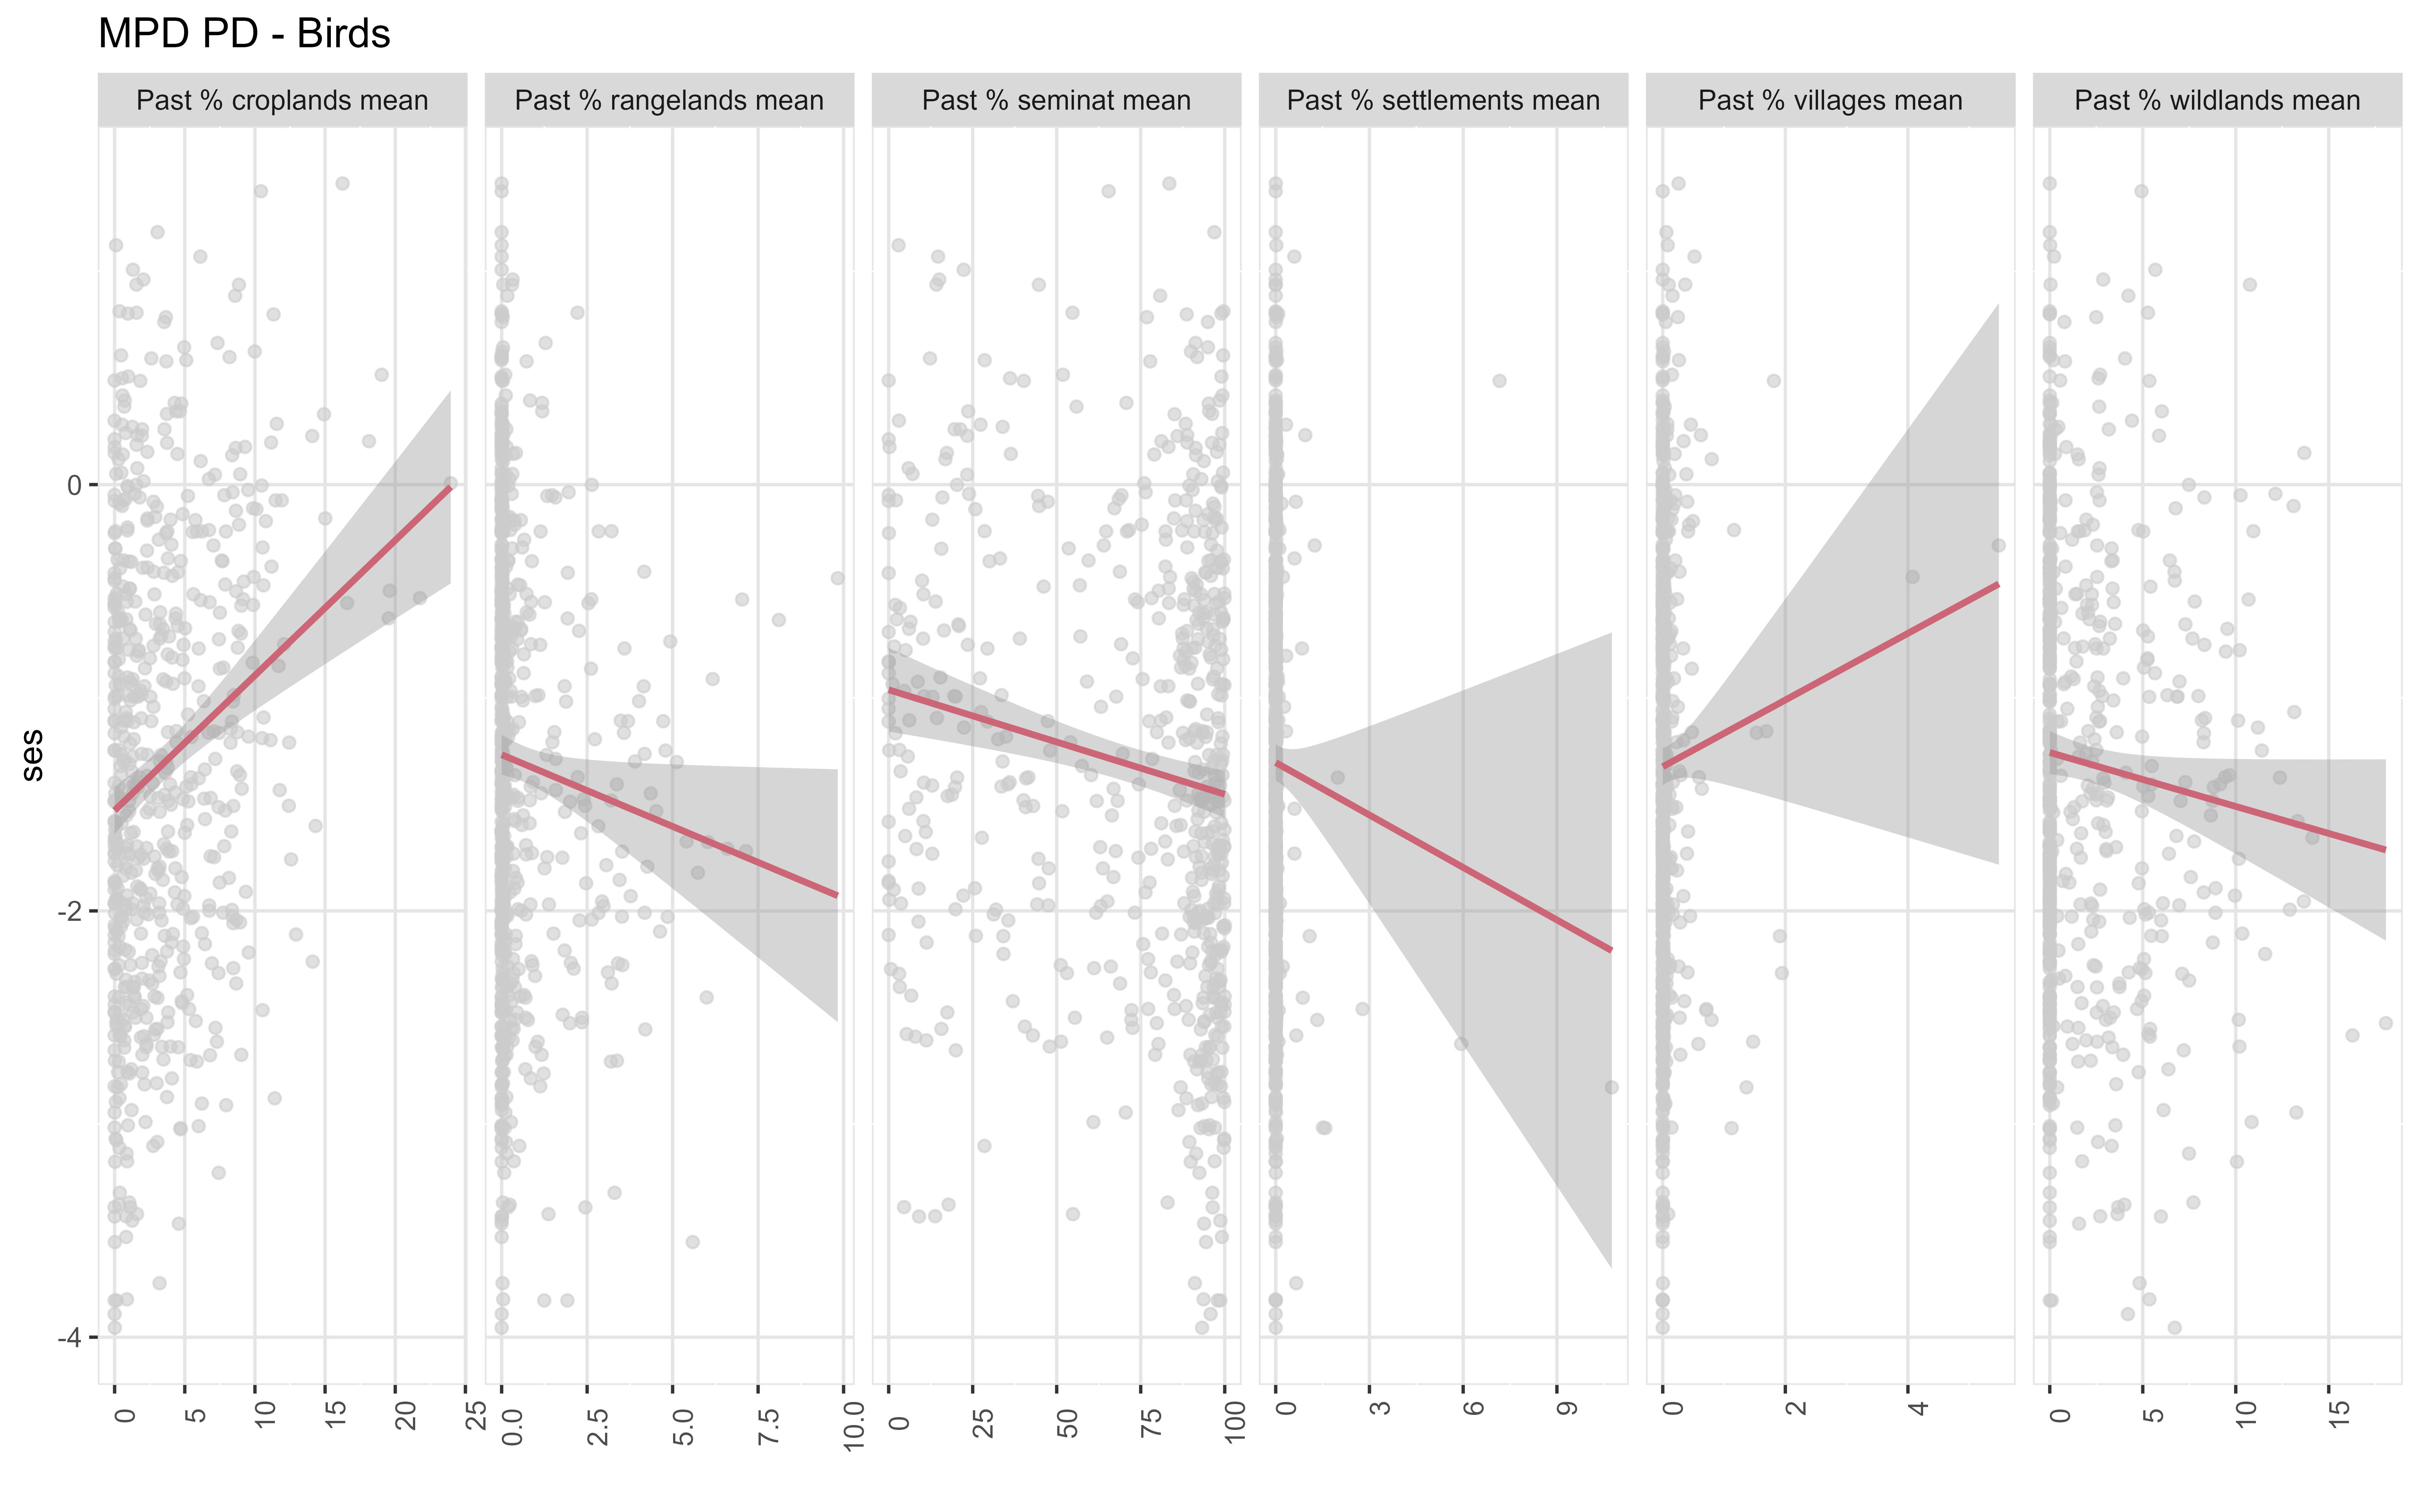 MPD PD - Birds
Past % croplands mean
Past % rangelands mean
Past % seminat mean
Past % settlements mean
Past % villages mean
Past % wildlands mean
ses
0
-2
-4
0 5 10 15 20 25
0.0 2.5 5.0 7.5 10.0
0 25 50 75 100
0 3 6 9
0 2 4
0 5 10 15